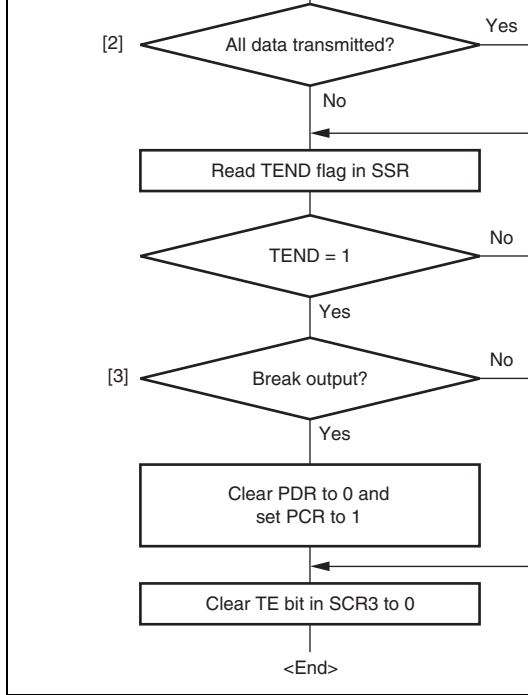 Yes
[2]
All data transmitted?
No
Read TEND flag in SSR
No
TEND = 1
Yes
No
[3]
Break output?
Yes
Clear PDR to 0 and
set PCR to 1
Clear TE bit in SCR3 to 0
<End>